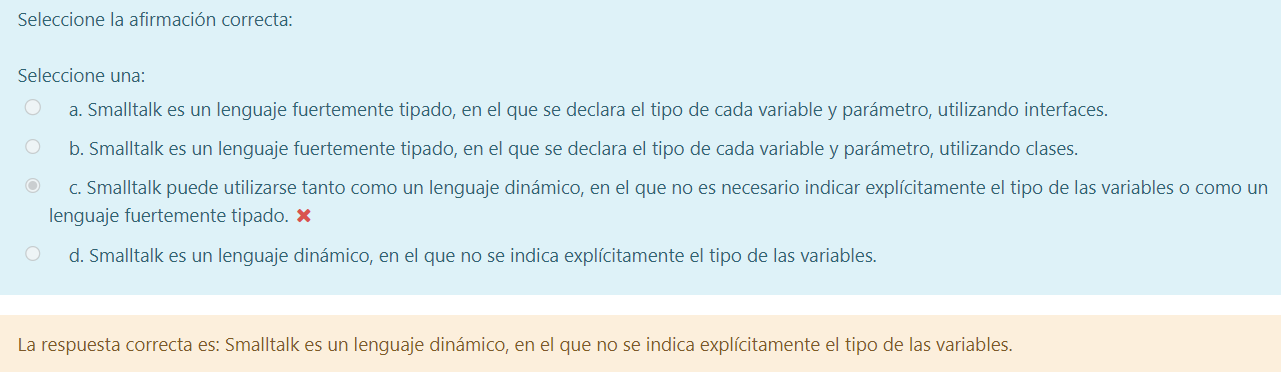 Seleccione la afirmación correcta:
Seleccione una:
a. Smalltalk es un lenguaje fuertemente tipado, en el que se declara el tipo de cada variable y parámetro, utilizando interfaces.
b. Smalltalk es un lenguaje fuertemente tipado, en el que se declara el tipo de cada variable y parámetro, utilizando clases.
c. Smalltalk puede utilizarse tanto como un lenguaje dinámico, en el que no es necesario indicar explícitamente el tipo de las variables o como un
lenguaje fuertemente tipado.
d. Smalltalk es un lenguaje dinámico, en el que no se indica explícitamente el tipo de las variables.
La respuesta correcta es: Smalltalk es un lenguaje dinámico, en el que no se indica explícitamente el tipo de las variables.